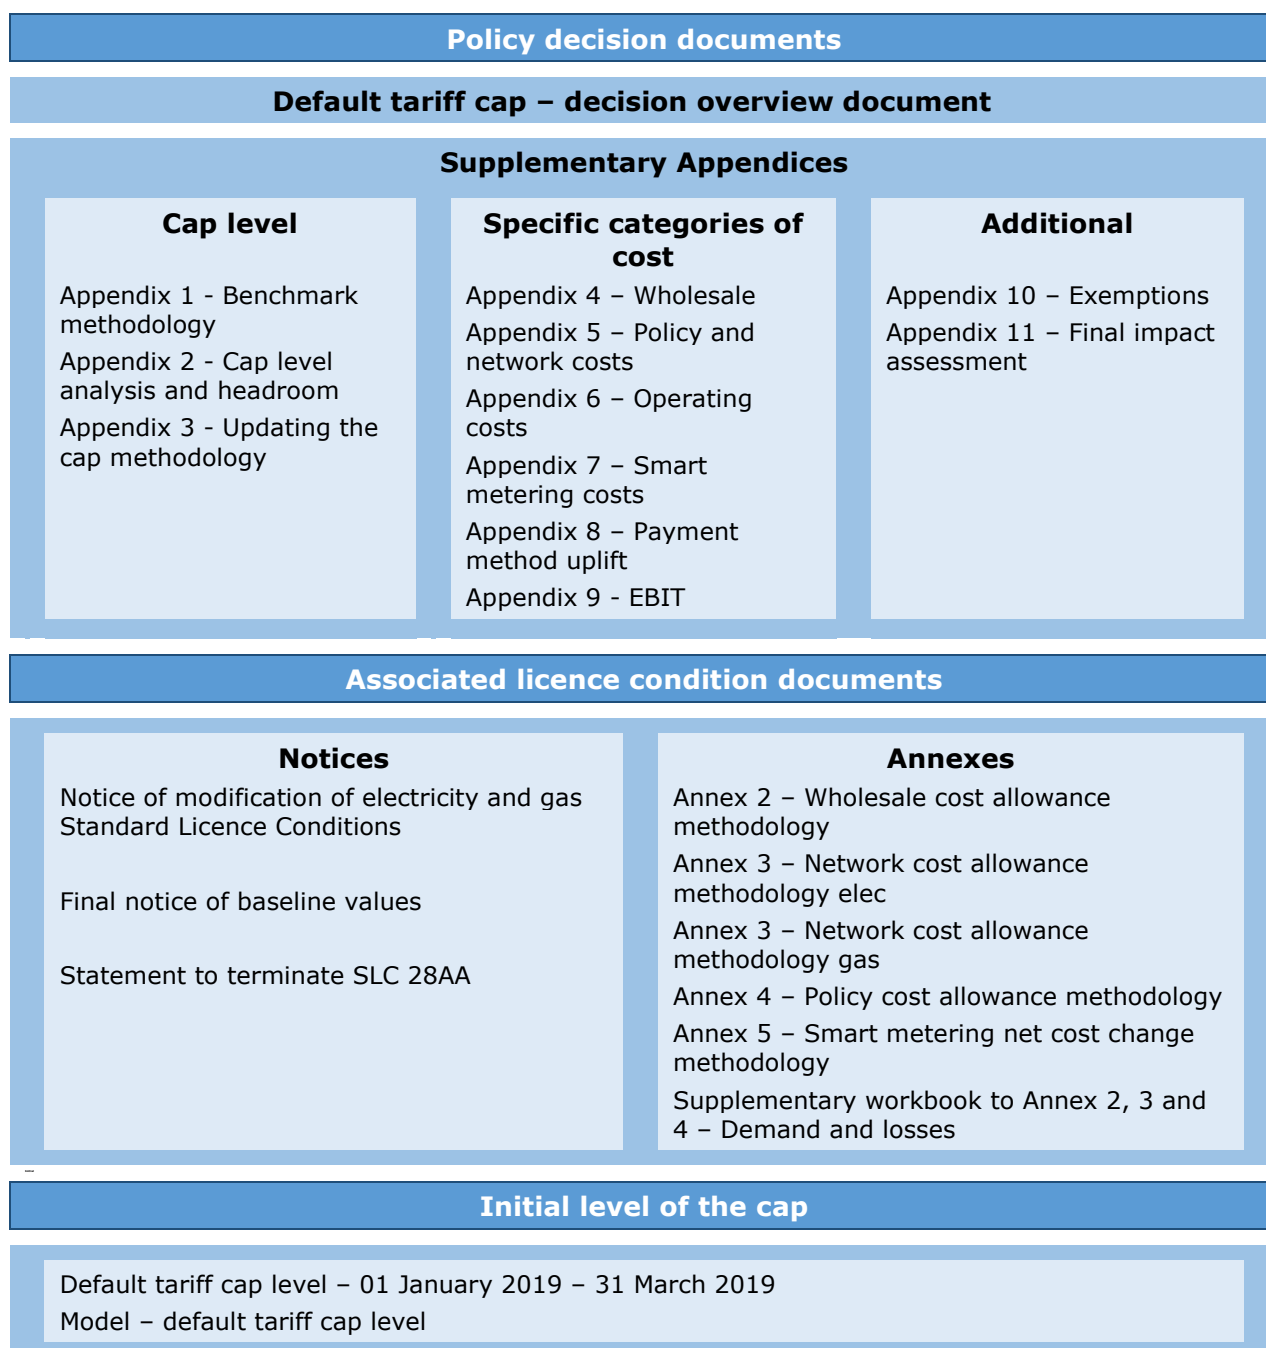 Policy decision documents
Default tariff cap – decision overview document
Supplementary Appendices
Cap level
Appendix 1 - Benchmark
methodology
Appendix 2 - Cap level
analysis and headroom
Appendix 3 - Updating the
cap methodology
Specific categories of
cost
Appendix 4 – Wholesale
Appendix 5 – Policy and
network costs
Appendix 6 – Operating
costs
Appendix 7 – Smart
metering costs
Appendix 8 – Payment
method uplift
Appendix 9 - EBIT
Additional
Appendix 10 – Exemptions
Appendix 11 – Final impact
assessment
Associated licence condition documents
Notices
Notice of modification of electricity and gas
Standard Licence Conditions
Final notice of baseline values
Statement to terminate SLC 28AA
Annexes
Annex 2 – Wholesale cost allowance
methodology
Annex 3 – Network cost allowance
methodology elec
Annex 3 – Network cost allowance
methodology gas
Annex 4 – Policy cost allowance methodology
Annex 5 – Smart metering net cost change
methodology
Supplementary workbook to Annex 2, 3 and
4 – Demand and losses
Initial level of the cap
Default tariff cap level – 01 January 2019 – 31 March 2019
Model – default tariff cap level